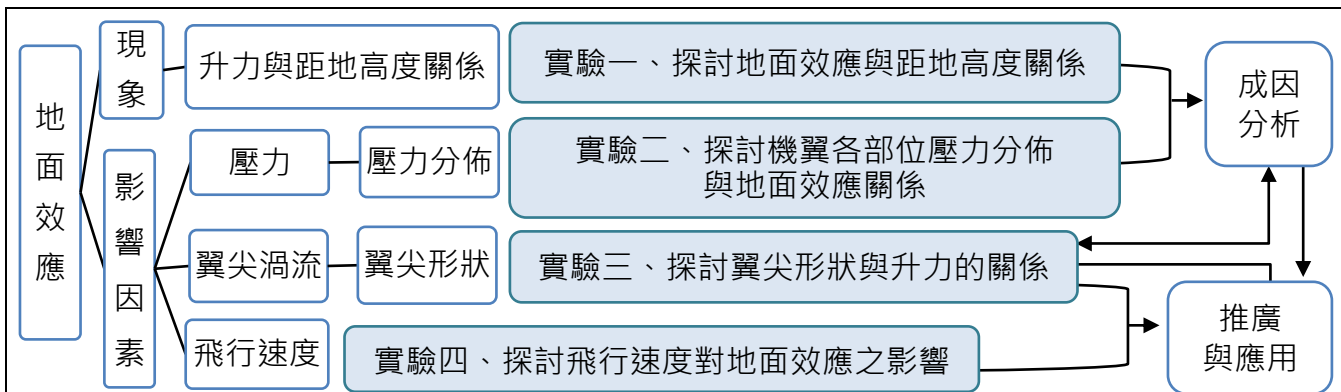 地面效應
現象
升力與距地高度關係
實驗一、探討地面效應與距地高度關係
成因
分析
影響因素
壓力
壓力分佈
實驗二、探討機翼各部位壓力分佈
與地面效應關係
翼尖渦流
翼尖形狀
實驗三、探討翼尖形狀與升力的關係
飛行速度
實驗四、探討飛行速度對地面效應之影響
推廣
與應用